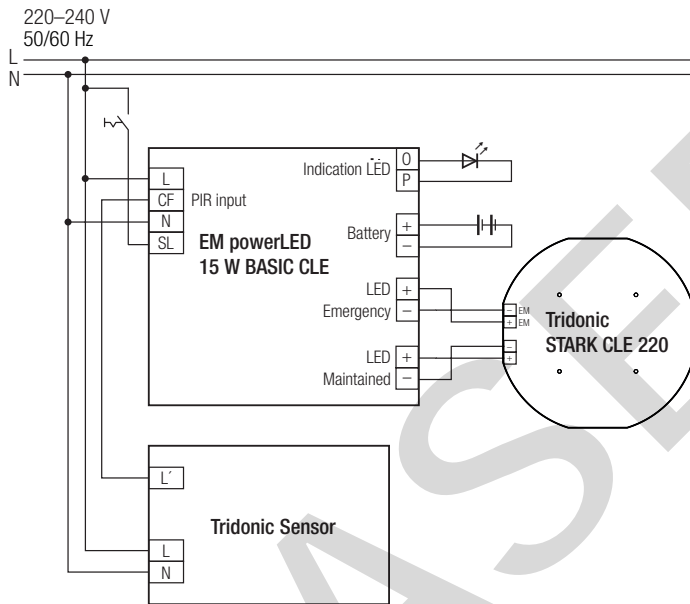 220–240 V
50/60 Hz
L
N
L
CF
N
SL
PIR input
EM powerLED
15 W BASIC CLE
Indication LED
O
P
Battery
+
−
LED
+
Emergency
−
LED
+
Maintained
−
− EM
+ EM
−
+
Tridonic
STARK CLE 220
L´
Tridonic Sensor
L
N